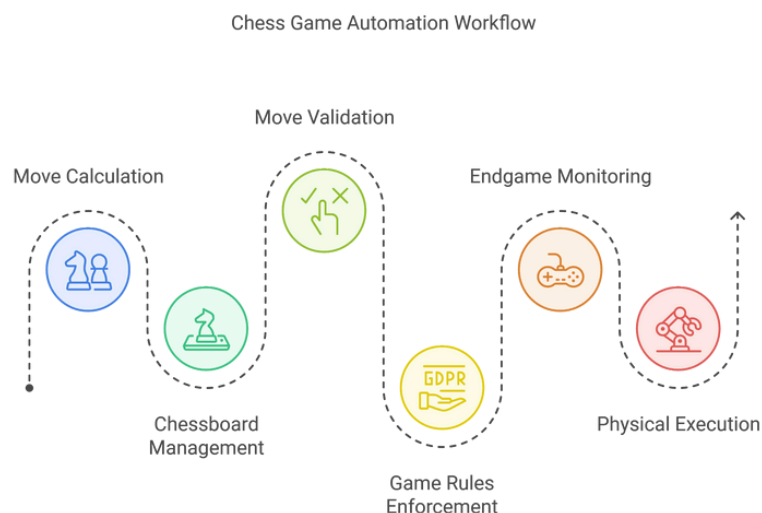 Chess Game Automation Workflow
Move Validation
Move Calculation
Endgame Monitoring
GDPR
Chessboard
Management
Physical Execution
Game Rules
Enforcement